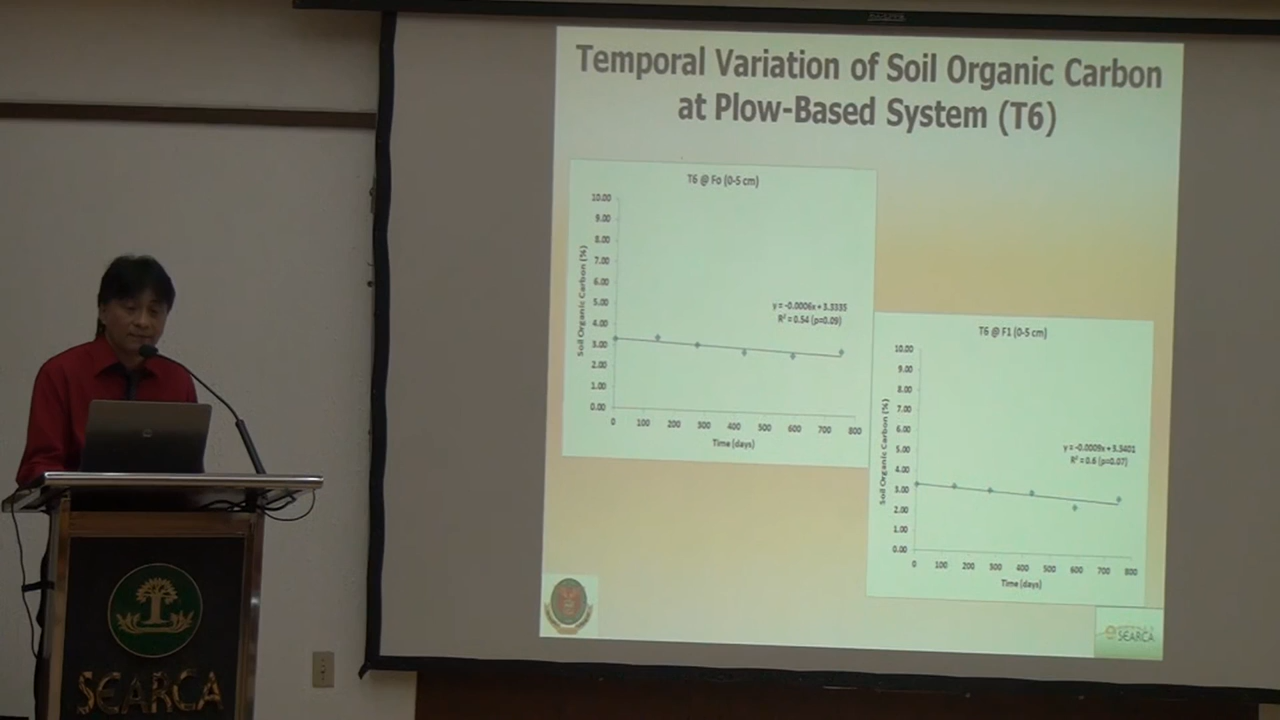 Temporal Variation of Soil Organic Carbon
at Plow-Based System (T6)
T6 @ Fo (0-5 cm)
10.00
9.00
8.00
7.00
6.00
5.00
4.00
3.00
2.00
1.00
0.00
Soil Organic Carbon (%)
y = -0.0006x + 3.3335
R² = 0.54 (p=0.09)
0 100 200 300 400 500 600 700 800
Time (days)
T6 @ F1 (0-5 cm)
10.00
9.00
8.00
7.00
6.00
5.00
4.00
3.00
2.00
1.00
0.00
Soil Organic Carbon (%)
y = -0.0009x + 3.3401
R² = 0.6 (p=0.07)
0 100 200 300 400 500 600 700 800
Time (days)
SEARCA
SEARCA